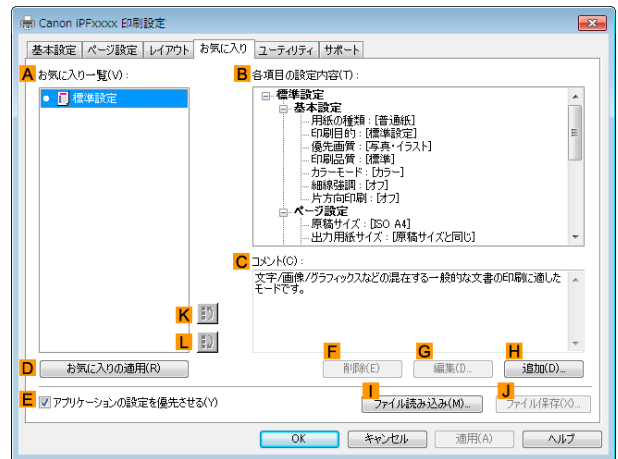 Canon iPFxxxx 印刷設定
基本設定 ページ設定 レイアウト お気に入り ユーティリティ サポート
A お気に入り一覧(V) :
標準設定
B 各項目の設定内容(T) :
標準設定
基本設定
用紙の種類 : [普通紙]
印刷目的 : [標準設定]
優先画質 : [写真・イラスト]
印刷品質 : [標準]
カラーモード : [カラー]
細線強調 : [オフ]
片方向印刷 : [オフ]
ページ設定
原稿サイズ : [ISO A4]
出力用紙サイズ : [原稿サイズと同じ]
C コメント(C) :
文字/画像/グラフィックスなどの混在する一般的な文書の印刷に適した
モードです。
K
L
D お気に入りの適用(R)
F 削除(E)
G 編集(I)...
H 追加(D)...
E アプリケーションの設定を優先させる(Y)
I ファイル読み込み(M)...
J ファイル保存(X)...
OK キャンセル 適用(A) ヘルプ